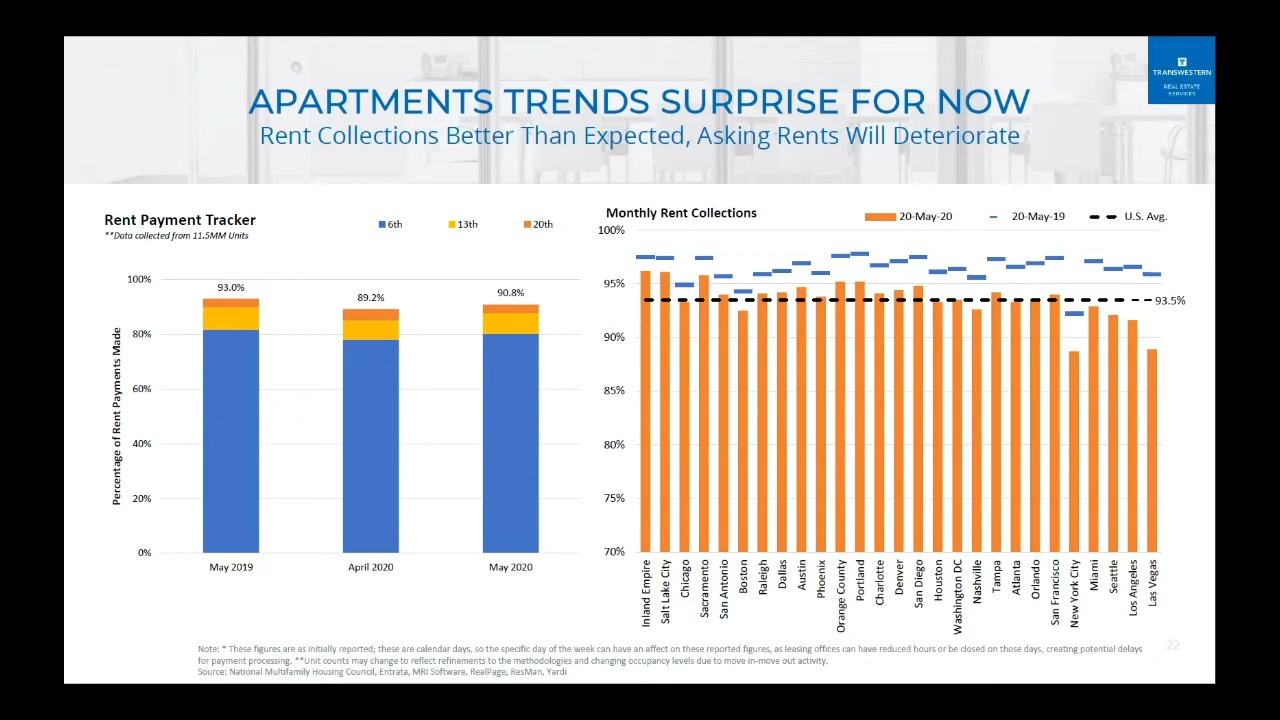 TRANSWESTERN
REAL ESTATE
SERVICES
APARTMENTS TRENDS SURPRISE FOR NOW
Rent Collections Better Than Expected, Asking Rents Will Deteriorate
Rent Payment Tracker
**Data collected from 11.5MM Units
6th
13th
20th
Percentage of Rent Payments Made
100%
80%
60%
40%
20%
0%
93.0%
89.2%
90.8%
May 2019
April 2020
May 2020
Monthly Rent Collections
20-May-20
20-May-19
U.S. Avg.
100%
95%
90%
85%
80%
75%
70%
93.5%
Inland Empire
Salt Lake City
Chicago
Sacramento
San Antonio
Boston
Raleigh
Dallas
Austin
Phoenix
Orange County
Portland
Charlotte
Denver
San Diego
Houston
Washington DC
Nashville
Tampa
Atlanta
Orlando
San Francisco
New York City
Miami
Seattle
Los Angeles
Las Vegas
Note: * These figures are as initially reported; these are calendar days, so the specific day of the week can have an affect on these reported figures, as leasing offices can have reduced hours or be closed on those days, creating potential delays
for payment processing. **Unit counts may change to reflect refinements to the methodologies and changing occupancy levels due to move in-move out activity.
Source: National Multifamily Housing Council, Entrata, MRI Software, RealPage, ResMan, Yardi
22